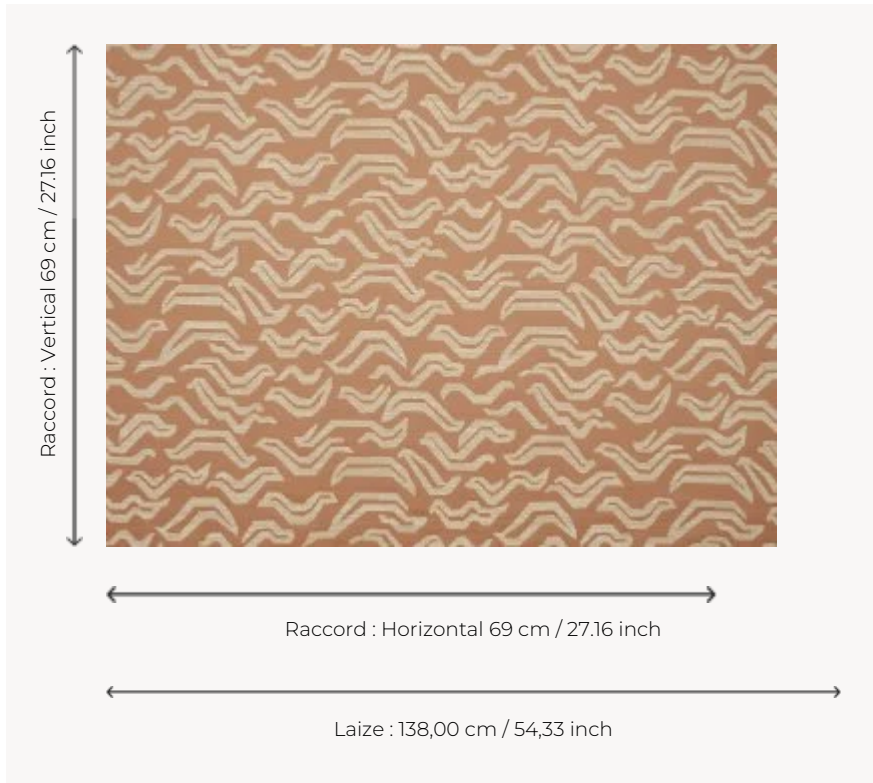 Raccord : Vertical 69 cm / 27.16 inch
Raccord : Horizontal 69 cm / 27.16 inch
Laize : 138,00 cm / 54,33 inch